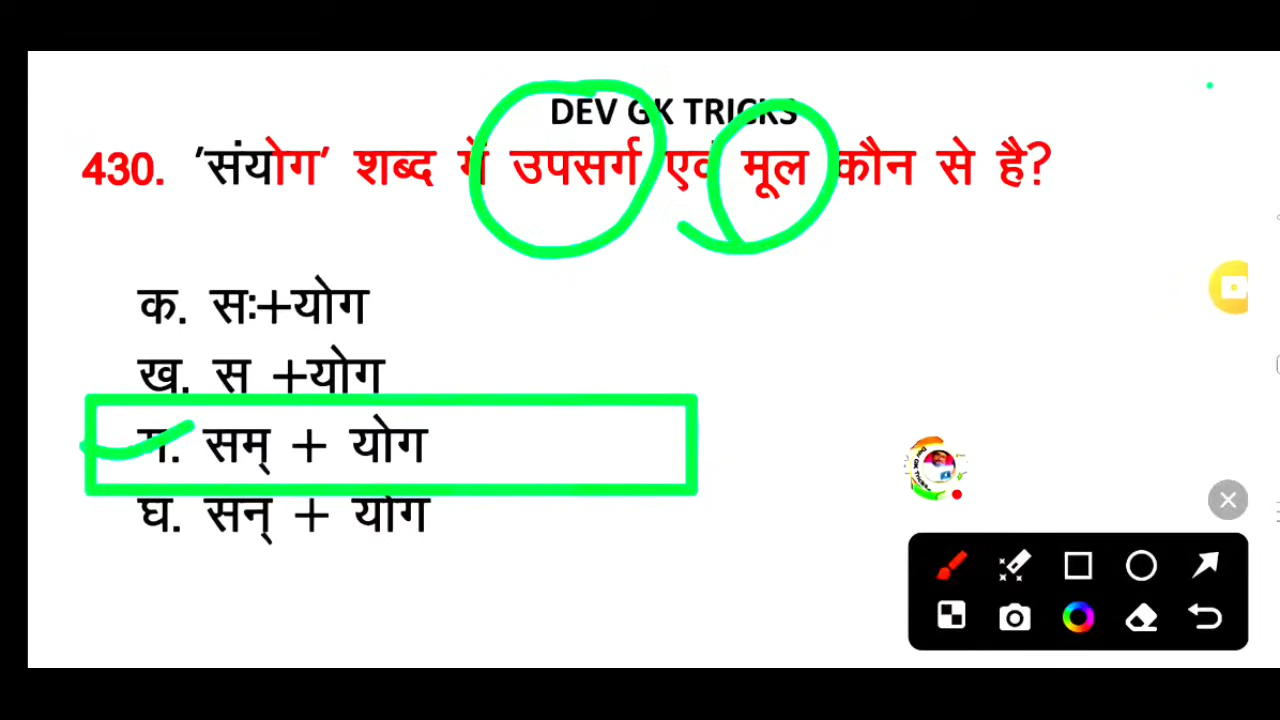 DEV GK TRICKS
430. 'संयोग' शब्द में उपसर्ग एवं मूल कौन से है?
क. सः+योग
ख. स +योग
ग. सम् + योग
घ. सन् + योग